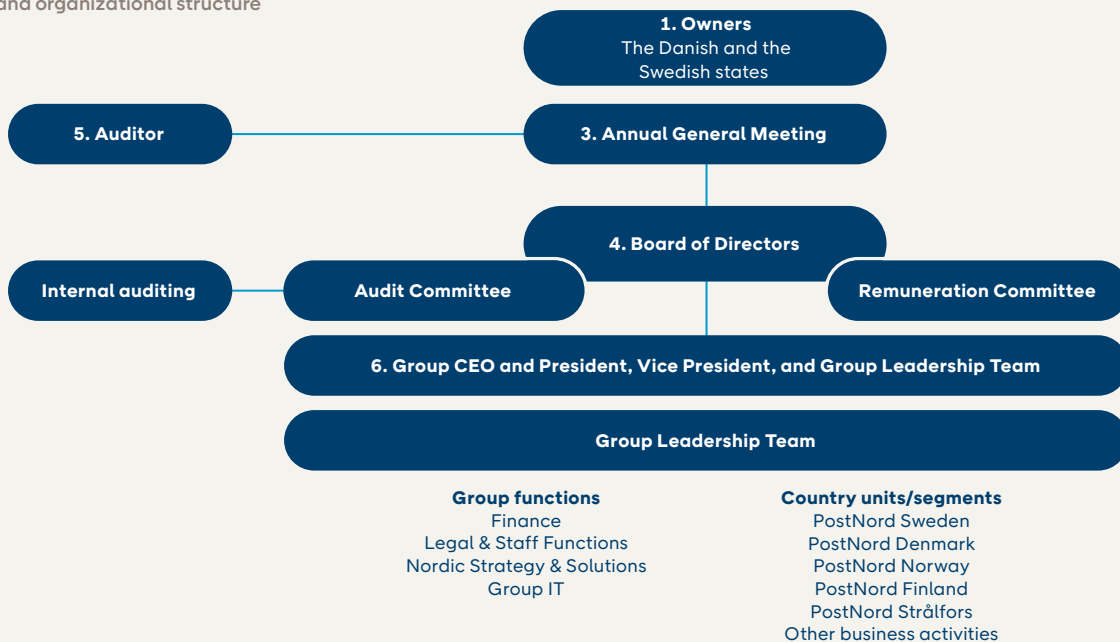 and organizational structure
1. Owners
The Danish and the
Swedish states
5. Auditor
3. Annual General Meeting
4. Board of Directors
Internal auditing
Audit Committee
Remuneration Committee
6. Group CEO and President, Vice President, and Group Leadership Team
Group Leadership Team
Group functions
Finance
Legal & Staff Functions
Nordic Strategy & Solutions
Group IT
Country units/segments
PostNord Sweden
PostNord Denmark
PostNord Norway
PostNord Finland
PostNord Strålfors
Other business activities